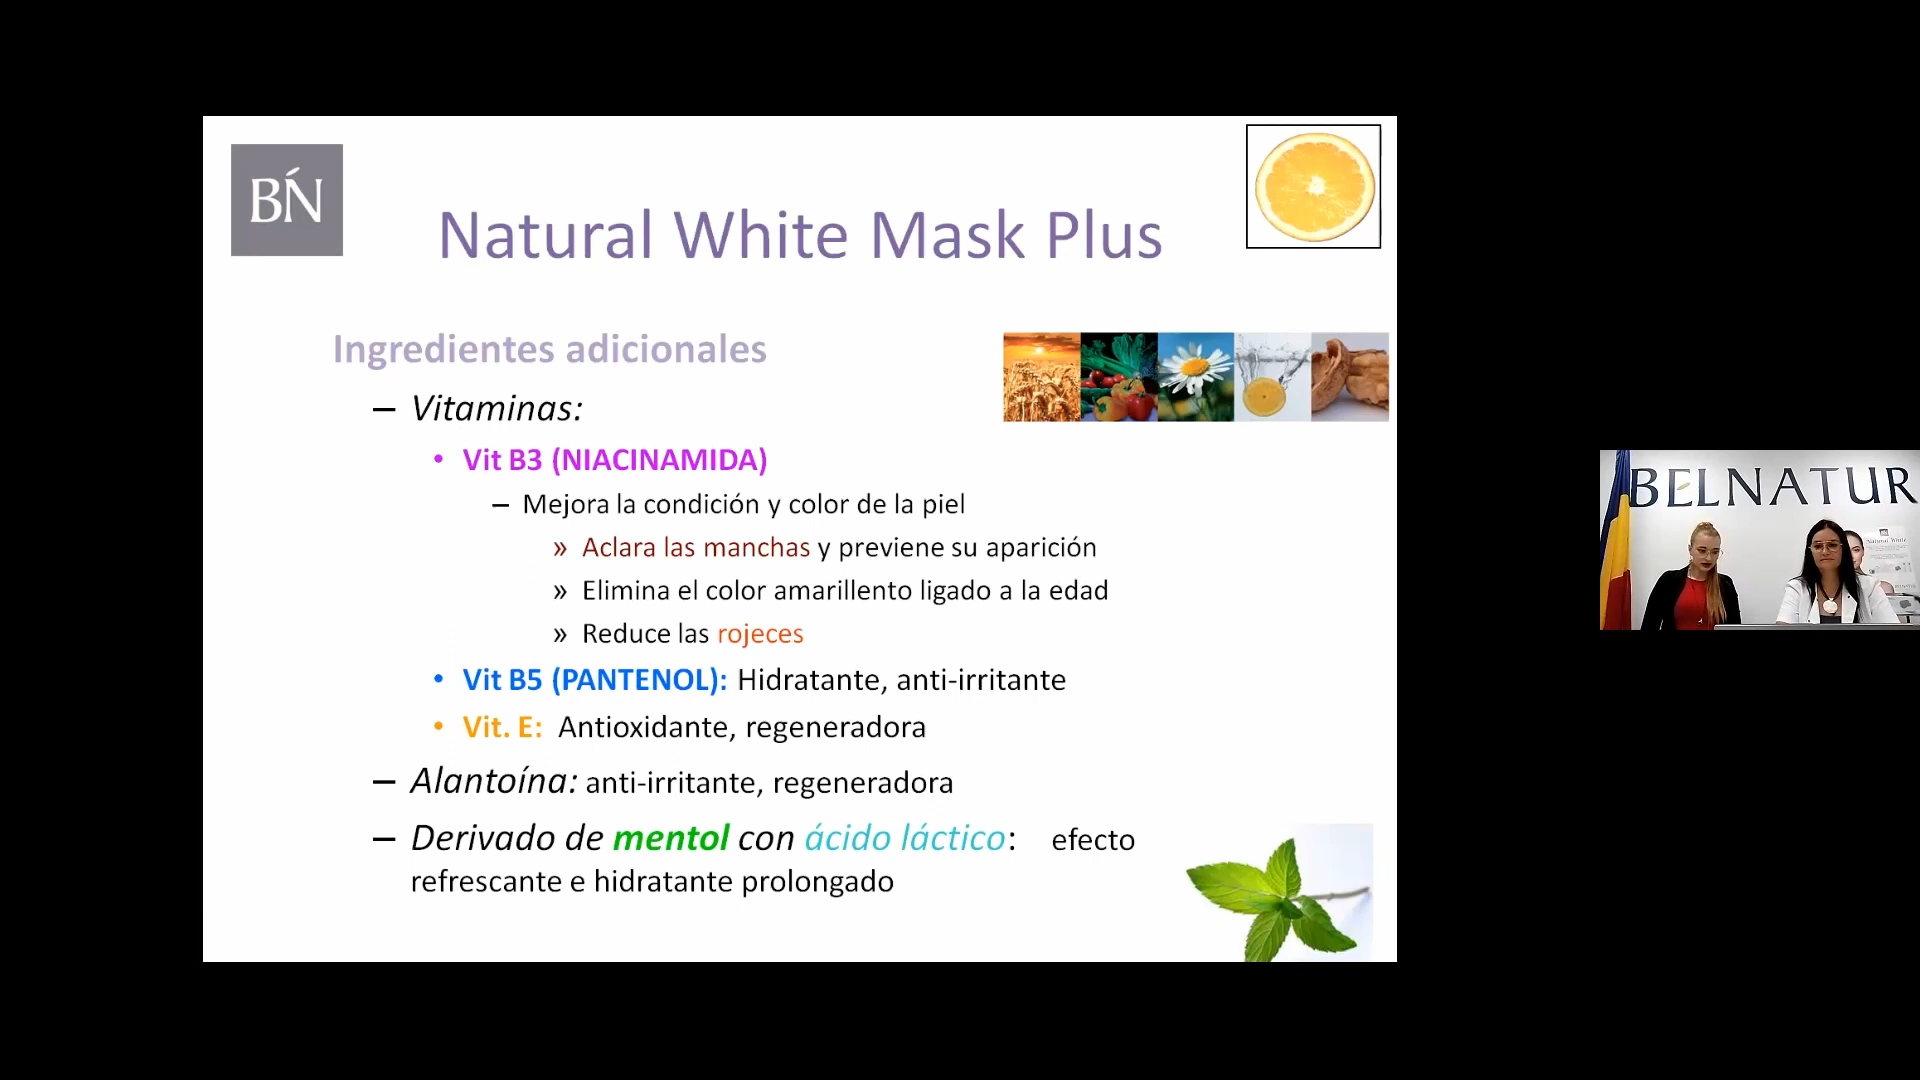 BŃ
Natural White Mask Plus
Ingredientes adicionales
– Vitaminas:
• Vit B3 (NIACINAMIDA)
– Mejora la condición y color de la piel
» Aclara las manchas y previene su aparición
» Elimina el color amarillento ligado a la edad
» Reduce las rojeces
• Vit B5 (PANTENOL): Hidratante, anti-irritante
• Vit. E: Antioxidante, regeneradora
– Alantoína: anti-irritante, regeneradora
– Derivado de mentol con ácido láctico: efecto
refrescante e hidratante prolongado
BELNATUR
Natural White